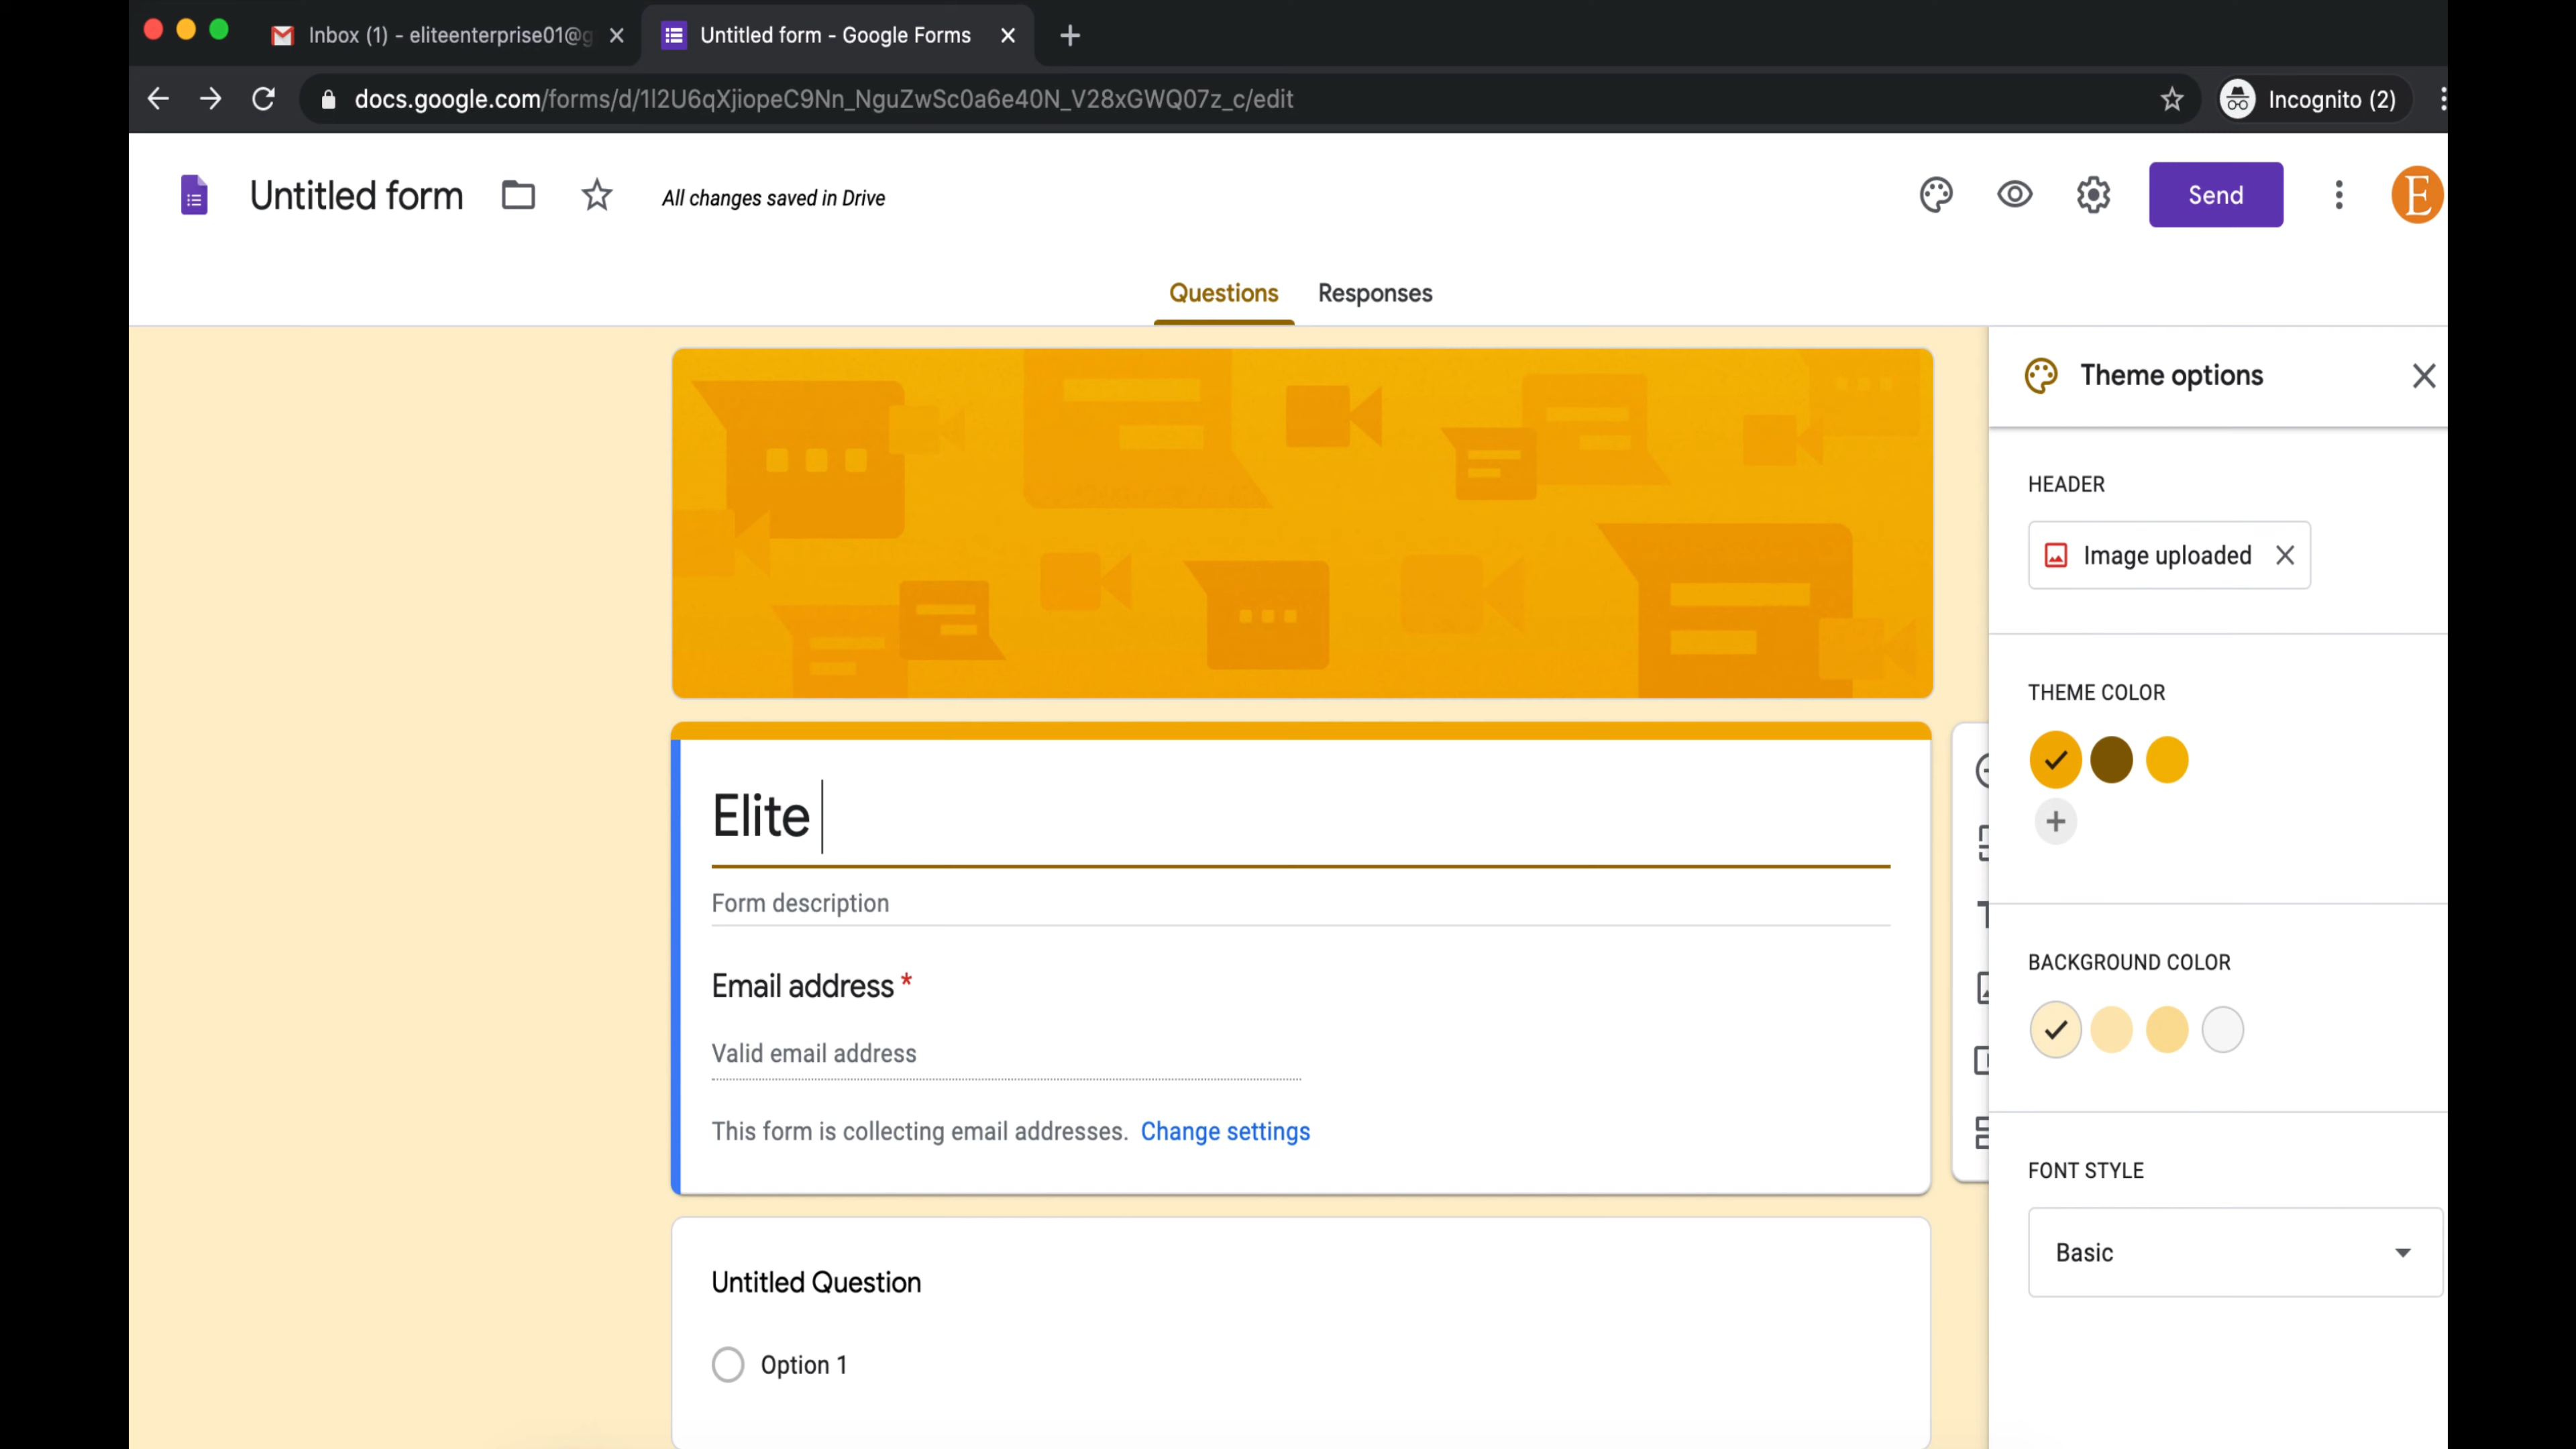 Inbox (1) - eliteenterprise01@g
Untitled form - Google Forms
docs.google.com/forms/d/1I2U6qXjiopeC9Nn_NguZwSc0a6e40N_V28xGWQ07z_c/edit
Incognito (2)
Untitled form
All changes saved in Drive
Send
E
Questions
Responses
Theme options
HEADER
Image uploaded
THEME COLOR
Elite
Form description
BACKGROUND COLOR
Email address *
Valid email address
This form is collecting email addresses. Change settings
FONT STYLE
Basic
Untitled Question
Option 1